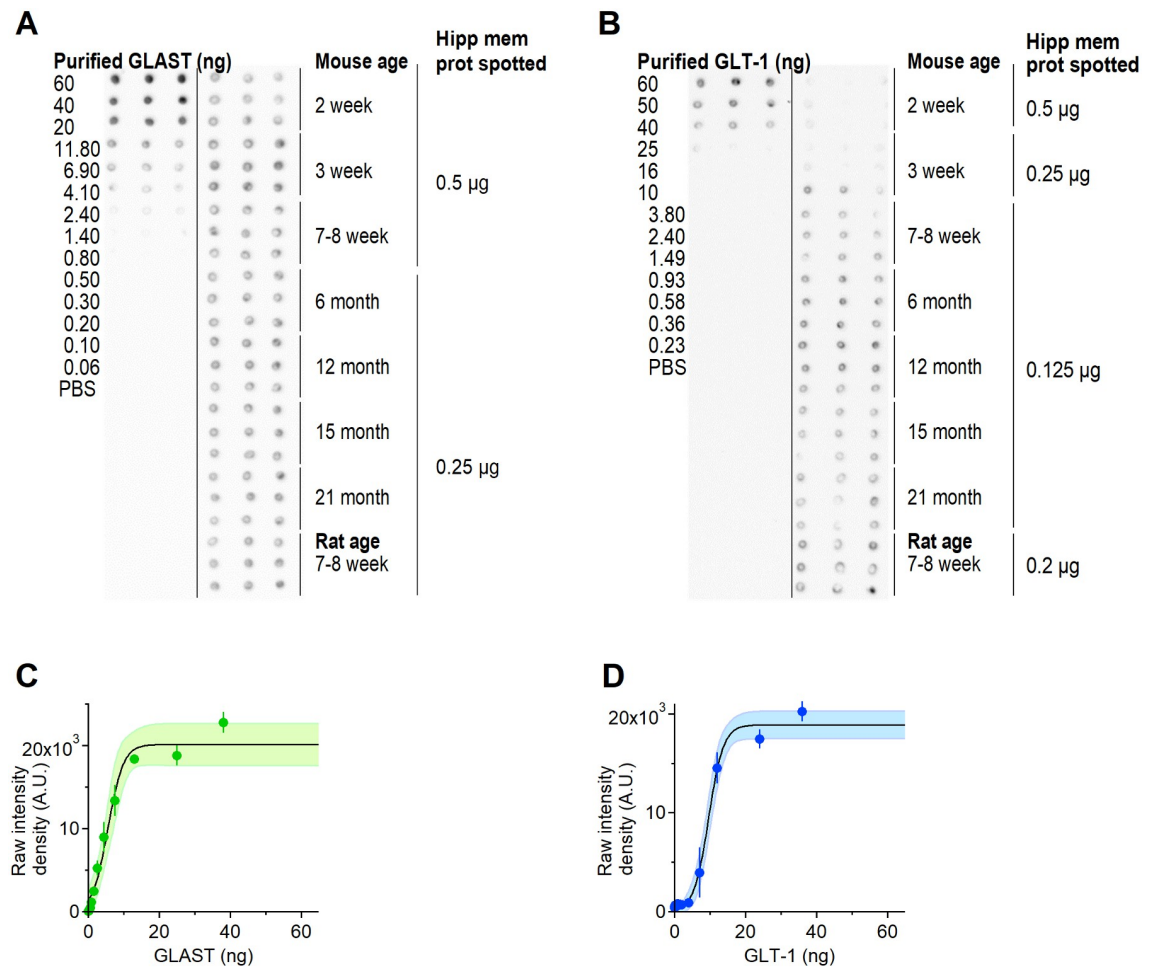 A
Purified GLAST (ng)
60
40
20
11.80
6.90
4.10
2.40
1.40
0.80
0.50
0.30
0.20
0.10
0.06
PBS
Mouse age
2 week
3 week
7-8 week
6 month
12 month
15 month
21 month
Rat age
7-8 week
Hipp mem
prot spotted
0.5 µg
0.25 µg
B
Purified GLT-1 (ng)
60
50
40
25
16
10
3.80
2.40
1.49
0.93
0.58
0.36
0.23
PBS
Mouse age
2 week
3 week
7-8 week
6 month
12 month
15 month
21 month
Rat age
7-8 week
Hipp mem
prot spotted
0.5 µg
0.25 µg
0.125 µg
0.2 µg
C
Raw intensity
density (A.U.)
20x10³
10
0
0 20 40 60
GLAST (ng)
D
Raw intensity
density (A.U.)
20x10³
10
0
0 20 40 60
GLT-1 (ng)